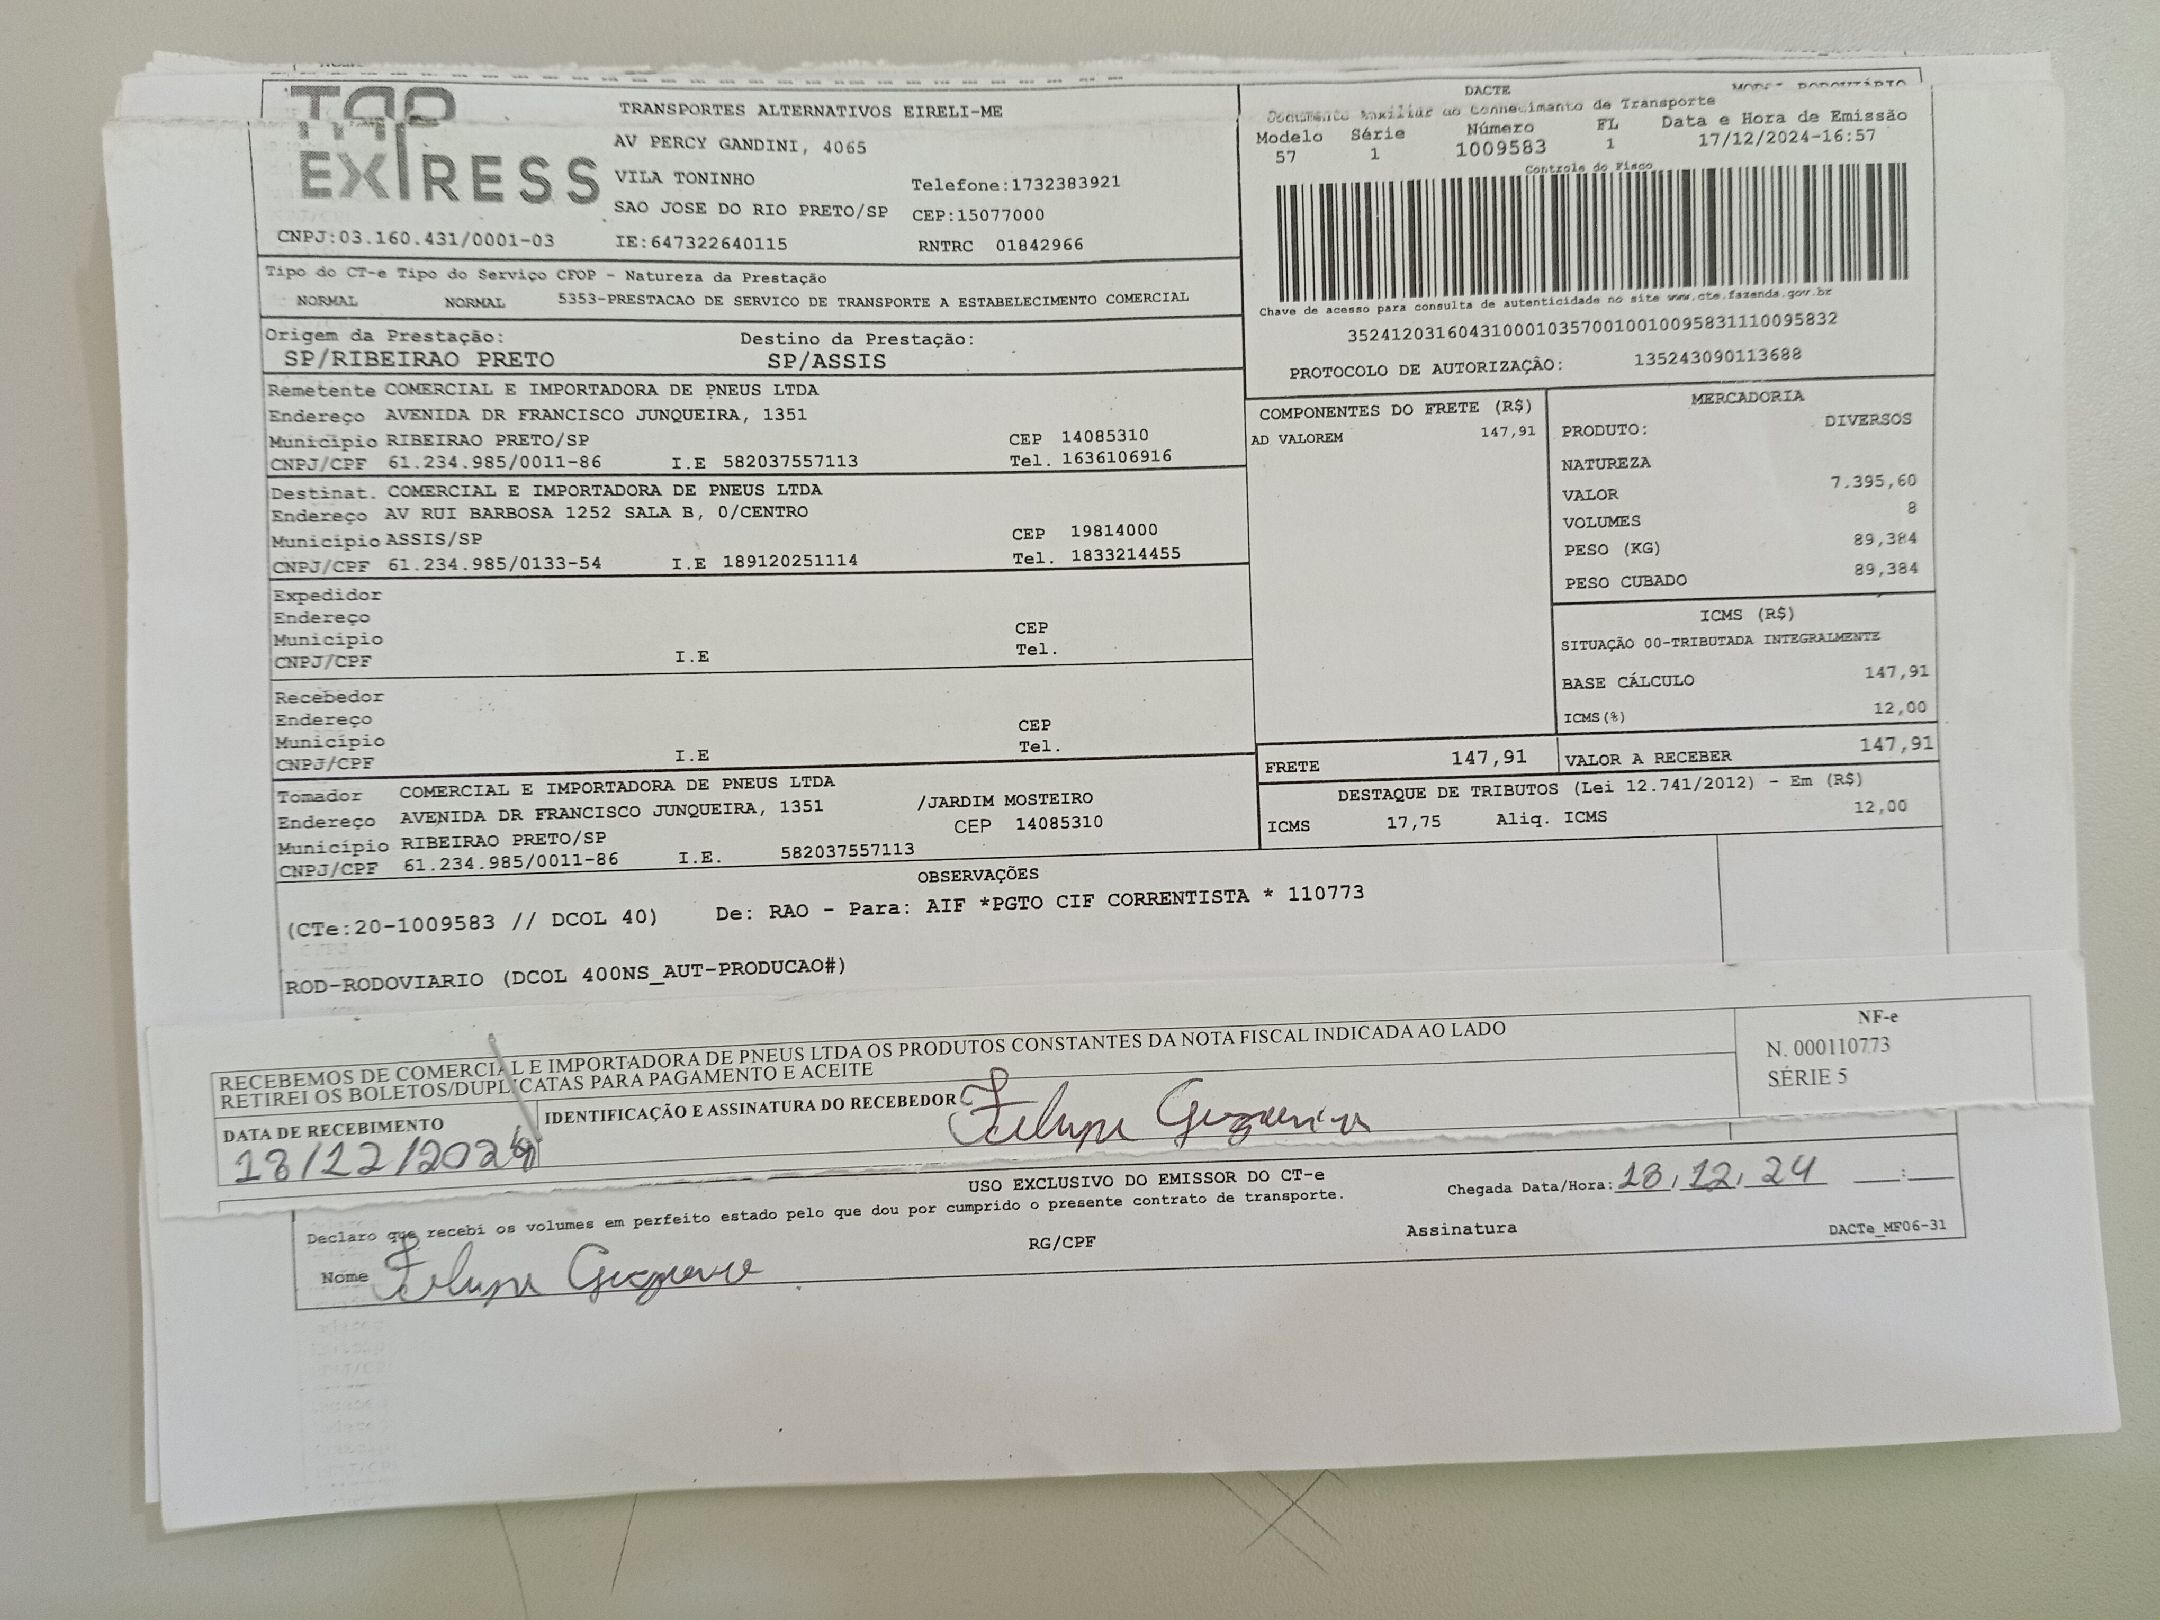 TAP
EXPRESS
TRANSPORTES ALTERNATIVOS EIRELI-ME
AV PERCY GANDINI, 4065
VILA TONINHO Telefone:1732383921
SAO JOSE DO RIO PRETO/SP CEP:15077000
CNPJ:03.160.431/0001-03 IE:647322640115 RNTRC 01842966
DACTE
Documento Auxiliar do Conhecimento de Transporte
Modelo Série Número FL Data e Hora de Emissão
57 1 1009583 1 17/12/2024-16:57
Controle do Fisco
Chave de acesso para consulta de autenticidade no site www.cte.fazenda.gov.br
35241203160431000103570010010095831110095832
PROTOCOLO DE AUTORIZAÇÃO: 135243090113688
Tipo do CT-e Tipo do Serviço CFOP - Natureza da Prestação
NORMAL NORMAL 5353-PRESTACAO DE SERVICO DE TRANSPORTE A ESTABELECIMENTO COMERCIAL
Origem da Prestação: Destino da Prestação:
SP/RIBEIRAO PRETO SP/ASSIS
Remetente COMERCIAL E IMPORTADORA DE PNEUS LTDA
Endereço AVENIDA DR FRANCISCO JUNQUEIRA, 1351
Município RIBEIRAO PRETO/SP CEP 14085310
CNPJ/CPF 61.234.985/0011-86 I.E 582037557113 Tel. 1636106916
Destinat. COMERCIAL E IMPORTADORA DE PNEUS LTDA
Endereço AV RUI BARBOSA 1252 SALA B, 0/CENTRO
Município ASSIS/SP CEP 19814000
CNPJ/CPF 61.234.985/0133-54 I.E 189120251114 Tel. 1833214455
Expedidor
Endereço
Município CEP
CNPJ/CPF I.E Tel.
Recebedor
Endereço
Município CEP
CNPJ/CPF I.E Tel.
Tomador COMERCIAL E IMPORTADORA DE PNEUS LTDA
Endereço AVENIDA DR FRANCISCO JUNQUEIRA, 1351 /JARDIM MOSTEIRO
Município RIBEIRAO PRETO/SP CEP 14085310
CNPJ/CPF 61.234.985/0011-86 I.E. 582037557113
COMPONENTES DO FRETE (R$)
AD VALOREM 147,91
MERCADORIA
PRODUTO: DIVERSOS
NATUREZA
VALOR 7.395,60
VOLUMES 8
PESO (KG) 89,384
PESO CUBADO 89,384
ICMS (R$)
SITUAÇÃO 00-TRIBUTADA INTEGRALMENTE
BASE CÁLCULO 147,91
ICMS(%) 12,00
FRETE 147,91 VALOR A RECEBER 147,91
DESTAQUE DE TRIBUTOS (Lei 12.741/2012) - Em (R$)
ICMS 17,75 Aliq. ICMS 12,00
OBSERVAÇÕES
(CTe:20-1009583 // DCOL 40) De: RAO - Para: AIF *PGTO CIF CORRENTISTA * 110773
ROD-RODOVIARIO (DCOL 400NS_AUT-PRODUCAO#)
RECEBEMOS DE COMERCIAL E IMPORTADORA DE PNEUS LTDA OS PRODUTOS CONSTANTES DA NOTA FISCAL INDICADA AO LADO
RETIREI OS BOLETOS/DUPLICATAS PARA PAGAMENTO E ACEITE
DATA DE RECEBIMENTO IDENTIFICAÇÃO E ASSINATURA DO RECEBEDOR
18/12/2024
NF-e
N. 000110773
SÉRIE 5
USO EXCLUSIVO DO EMISSOR DO CT-e
Declaro que recebi os volumes em perfeito estado pelo que dou por cumprido o presente contrato de transporte.
Chegada Data/Hora: 18, 12, 24 __:__
Nome Felipe RG/CPF Assinatura
DACTe_MF06-31